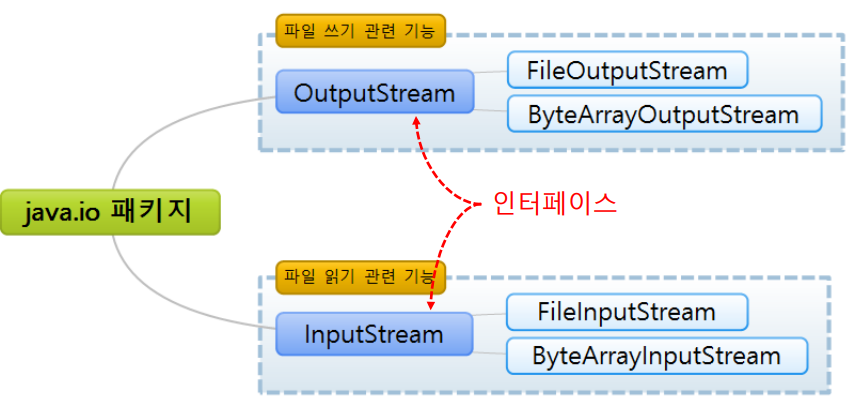 파일 쓰기 관련 기능
OutputStream
FileOutputStream
ByteArrayOutputStream
java.io 패키지
인터페이스
파일 읽기 관련 기능
InputStream
FileInputStream
ByteArrayInputStream